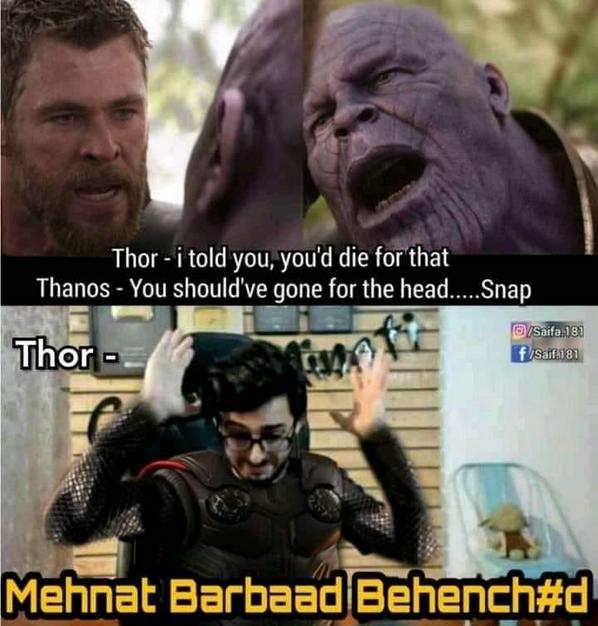 Thor - i told you, you'd die for that
Thanos - You should've gone for the head.....Snap
/Saifa.181
f/Saif.181
Thor -
Mehnat Barbaad Behench#d